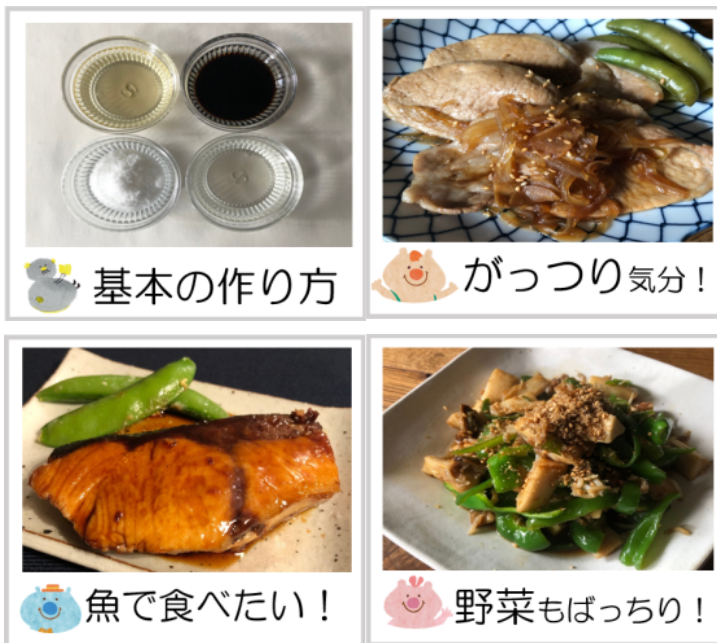 基本の作り方
がっつり気分！
魚で食べたい！
野菜もばっちり！